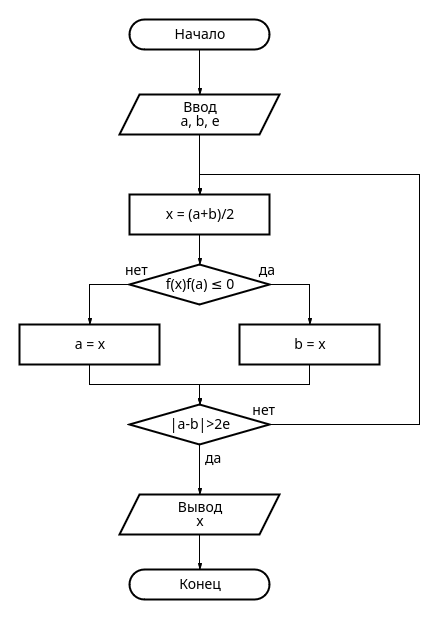 Начало
Ввод
a, b, e
x = (a+b)/2
нет
да
f(x)f(a) ≤ 0
a = x
b = x
нет
|a-b|>2e
да
Вывод
x
Конец